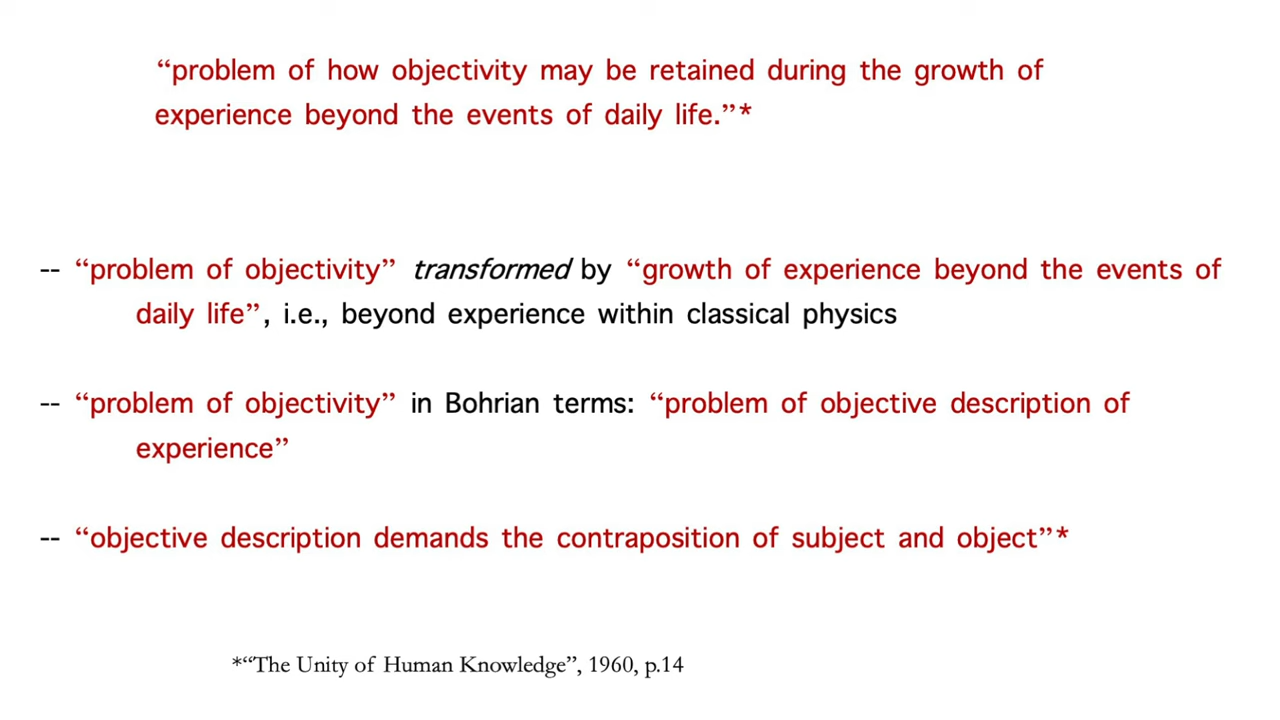 “problem of how objectivity may be retained during the growth of
experience beyond the events of daily life.”*
-- “problem of objectivity” transformed by “growth of experience beyond the events of
daily life”, i.e., beyond experience within classical physics
-- “problem of objectivity” in Bohrian terms: “problem of objective description of
experience”
-- “objective description demands the contraposition of subject and object”*
*“The Unity of Human Knowledge”, 1960, p.14